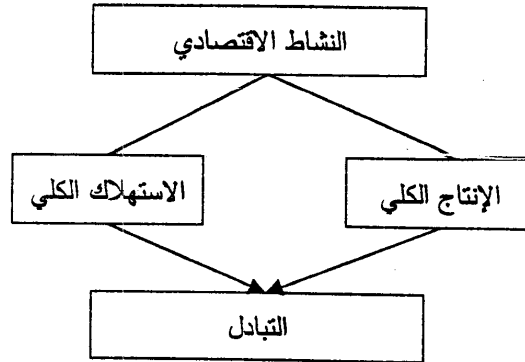 النشاط الاقتصادي
الإنتاج الكلي
الاستهلاك الكلي
التبادل